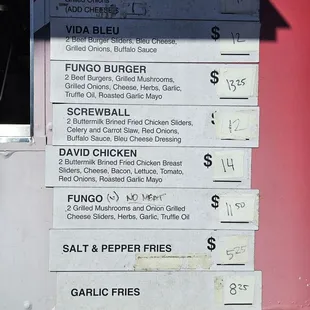 (ADD CHEESE
VIDA BLEU $ 12
2 Beef Burger Sliders, Bleu Cheese,
Grilled Onions, Buffalo Sauce
FUNGO BURGER $ 13.25
2 Beef Burgers, Grilled Mushrooms,
Grilled Onions, Cheese, Herbs, Garlic,
Truffle Oil, Roasted Garlic Mayo
SCREWBALL $ 12
2 Buttermilk Brined Fried Chicken Sliders,
Celery and Carrot Slaw, Red Onions,
Buffalo Sauce, Bleu Cheese Dressing
DAVID CHICKEN $ 14
2 Buttermilk Brined Fried Chicken Breast
Sliders, Cheese, Bacon, Lettuce, Tomato,
Red Onions, Roasted Garlic Mayo
FUNGO (v) NO MEAT $ 11.50
2 Grilled Mushrooms and Onion Grilled
Cheese Sliders, Herbs, Garlic, Truffle Oil
SALT & PEPPER FRIES $ 5.25
GARLIC FRIES 8.25